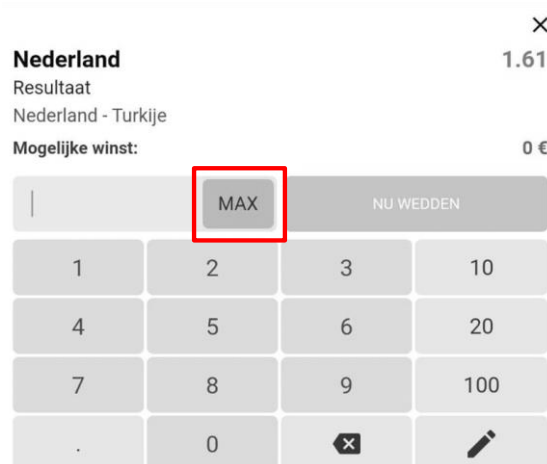 Nederland 1.61
Resultaat
Nederland - Turkije
Mogelijke winst: 0 €
MAX NU WEDDEN
1 2 3 10
4 5 6 20
7 8 9 100
. 0